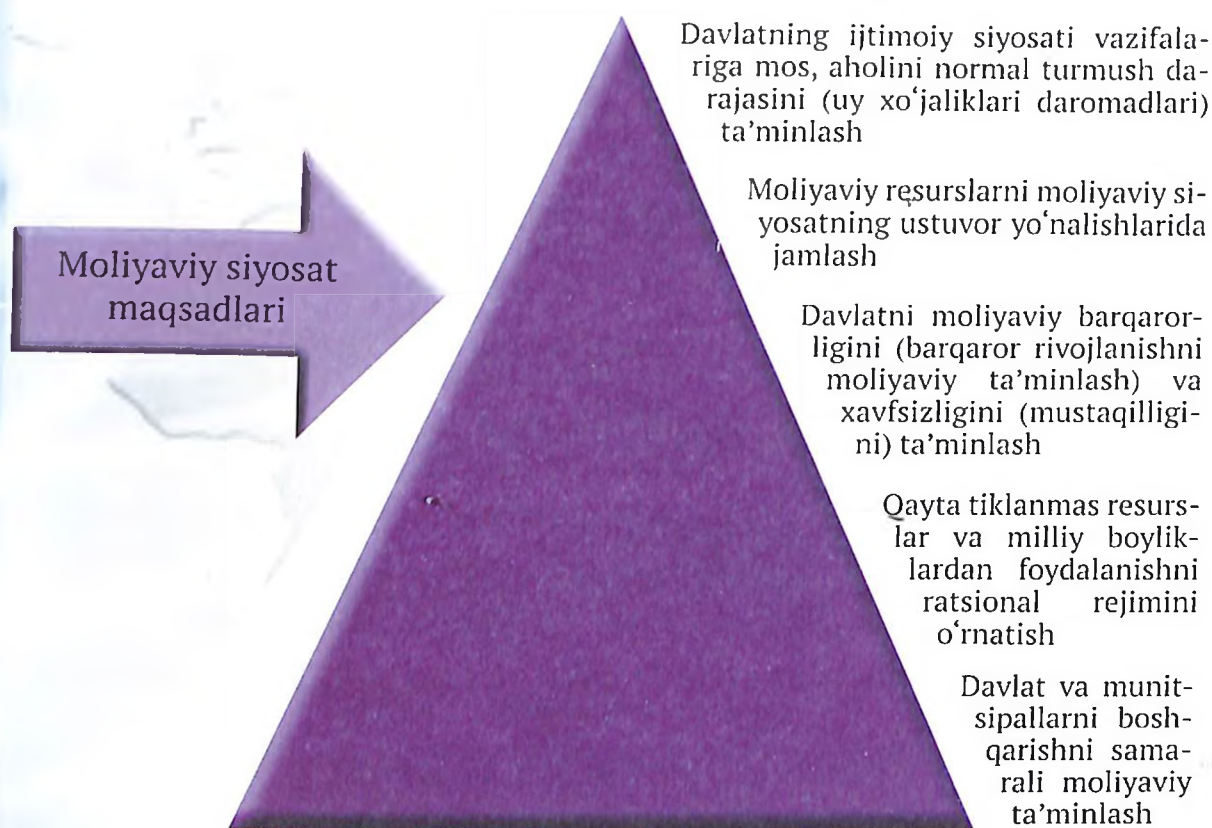 Davlatning ijtimoiy siyosati vazifala-
riga mos, aholini normal turmush da-
rajasini (uy xo‘jaliklari daromadlari)
ta’minlash
Moliyaviy resurslarni moliyaviy si-
yosatning ustuvor yo‘nalishlarida
jamlash
Moliyaviy siyosat
maqsadlari
Davlatni moliyaviy barqaror-
ligini (barqaror rivojlanishni
moliyaviy ta’minlash) va
xavfsizligini (mustaqilligi-
ni) ta’minlash
Qayta tiklanmas resurs-
lar va milliy boylik-
lardan foydalanishni
ratsional rejimini
o‘rnatish
Davlat va munit-
sipallarni bosh-
qarishni sama-
rali moliyaviy
ta’minlash